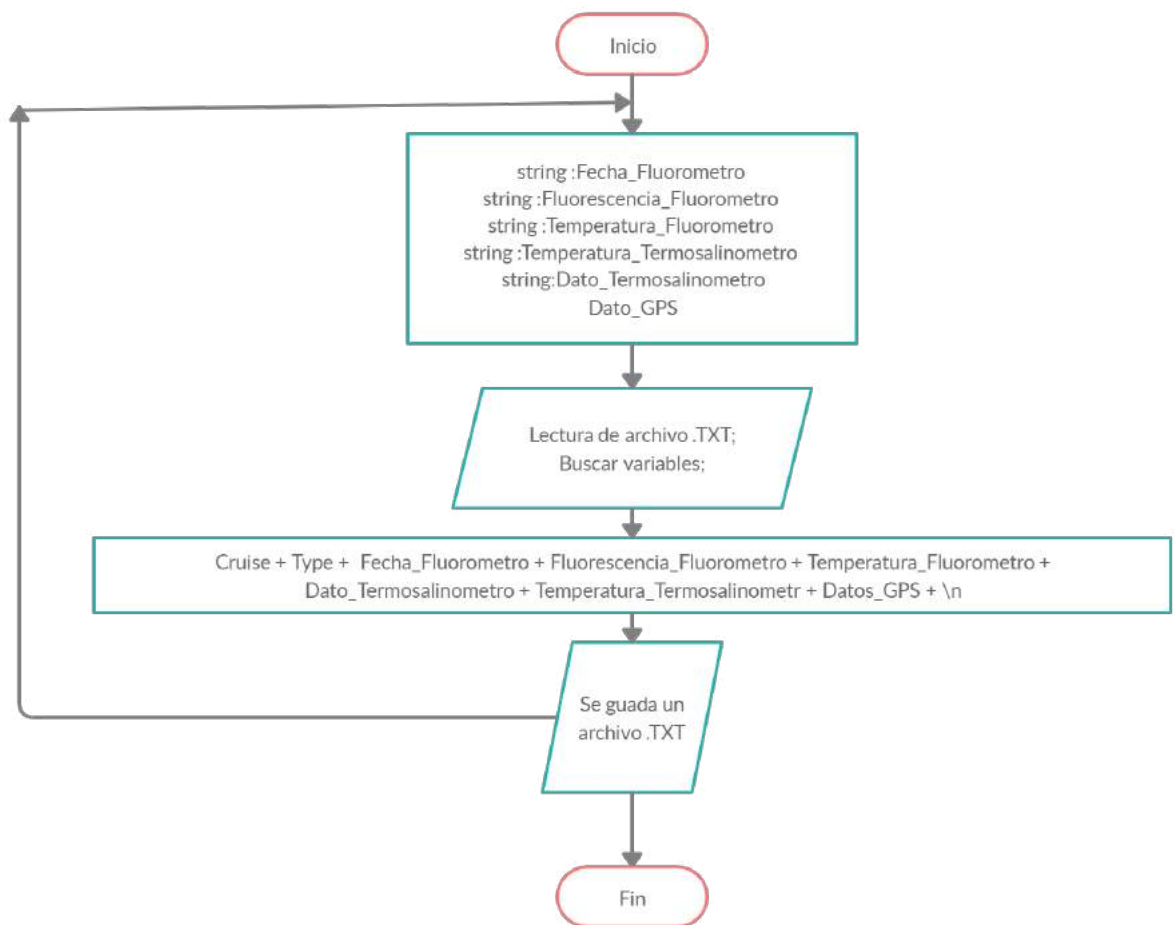 Inicio
string :Fecha_Fluorometro
string :Fluorescencia_Fluorometro
string :Temperatura_Fluorometro
string :Temperatura_Termosalinometro
string:Dato_Termosalinometro
Dato_GPS
Lectura de archivo .TXT;
Buscar variables;
Cruise + Type + Fecha_Fluorometro + Fluorescencia_Fluorometro + Temperatura_Fluorometro +
Dato_Termosalinometro + Temperatura_Termosalinometr + Datos_GPS + \n
Se guada un
archivo .TXT
Fin